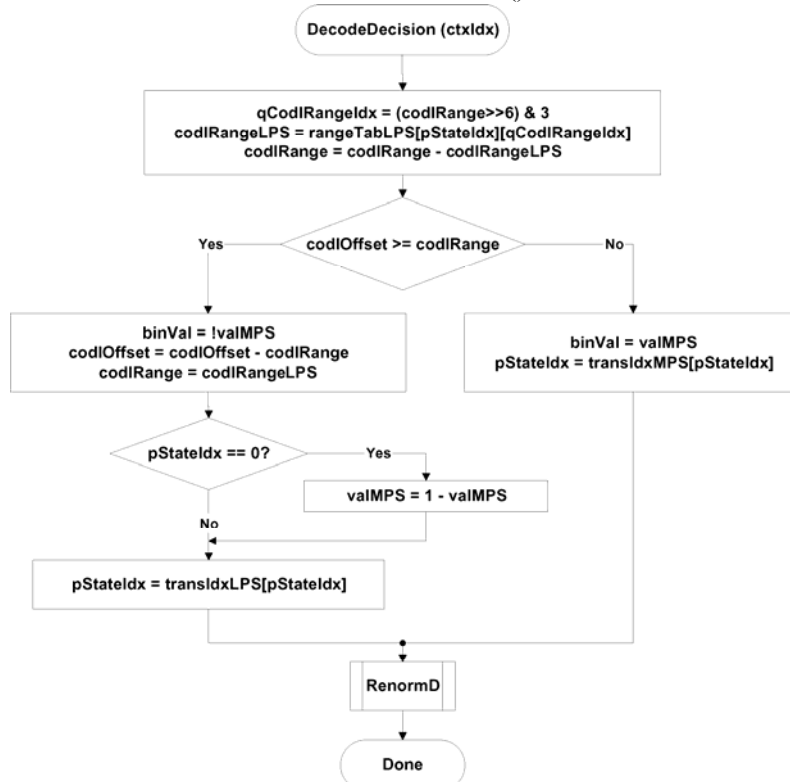 DecodeDecision (ctxIdx)
qCodIRangeIdx = (codIRange>>6) & 3
codIRangeLPS = rangeTabLPS[pStateIdx][qCodIRangeIdx]
codIRange = codIRange - codIRangeLPS
codIOffset >= codIRange
Yes
No
binVal = !valMPS
codIOffset = codIOffset - codIRange
codIRange = codIRangeLPS
binVal = valMPS
pStateIdx = transIdxMPS[pStateIdx]
pStateIdx == 0?
Yes
valMPS = 1 - valMPS
No
pStateIdx = transIdxLPS[pStateIdx]
RenormD
Done